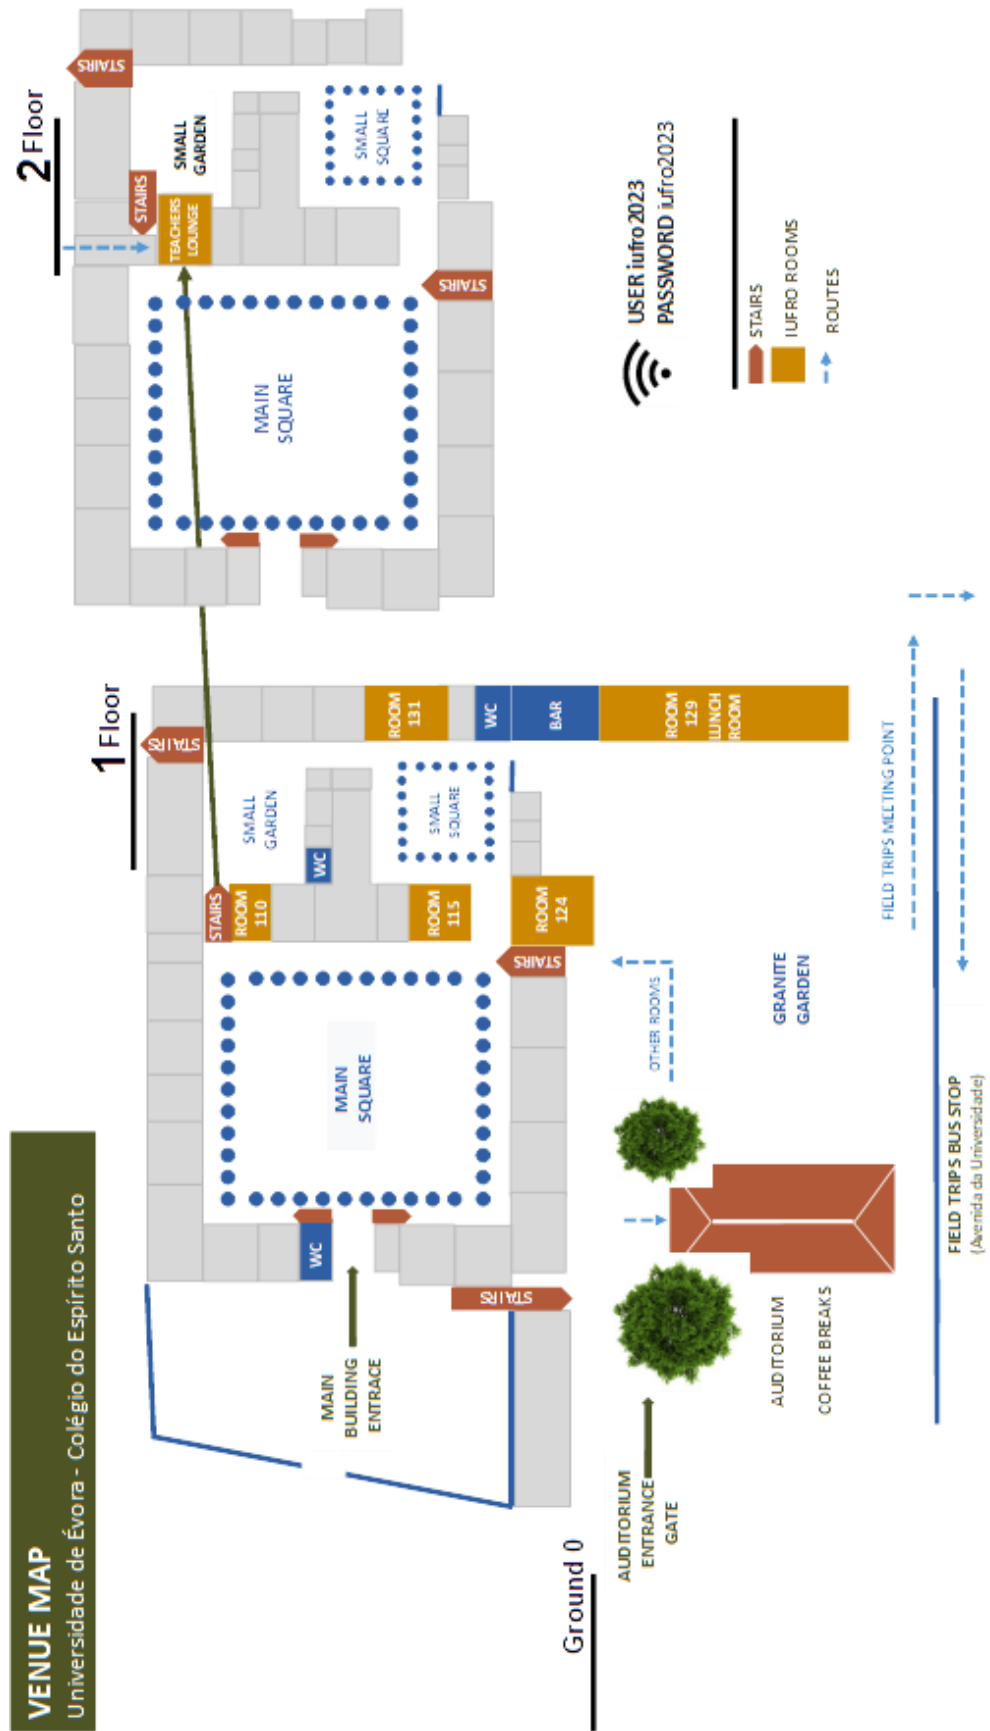 VENUE MAP
Universidade de Évora - Colégio do Espírito Santo
Ground 0
1 Floor
2 Floor
MAIN
BUILDING
ENTRACE
WC
STAIRS
MAIN
SQUARE
STAIRS
ROOM
110
ROOM
115
ROOM
124
STAIRS
WC
SMALL
GARDEN
SMALL
SQUARE
STAIRS
ROOM
131
WC
BAR
ROOM
129
LUNCH
ROOM
AUDITORIUM
ENTRANCE
GATE
AUDITORIUM
COFFEE BREAKS
OTHER ROOMS
GRANITE
GARDEN
FIELD TRIPS MEETING POINT
FIELD TRIPS BUS STOP
(Avenida da Universidade)
MAIN
SQUARE
TEACHERS
LOUNGE
STAIRS
SMALL
GARDEN
STAIRS
SMALL
SQUARE
STAIRS
USER iufro2023
PASSWORD iufro2023
STAIRS
IUFRO ROOMS
ROUTES